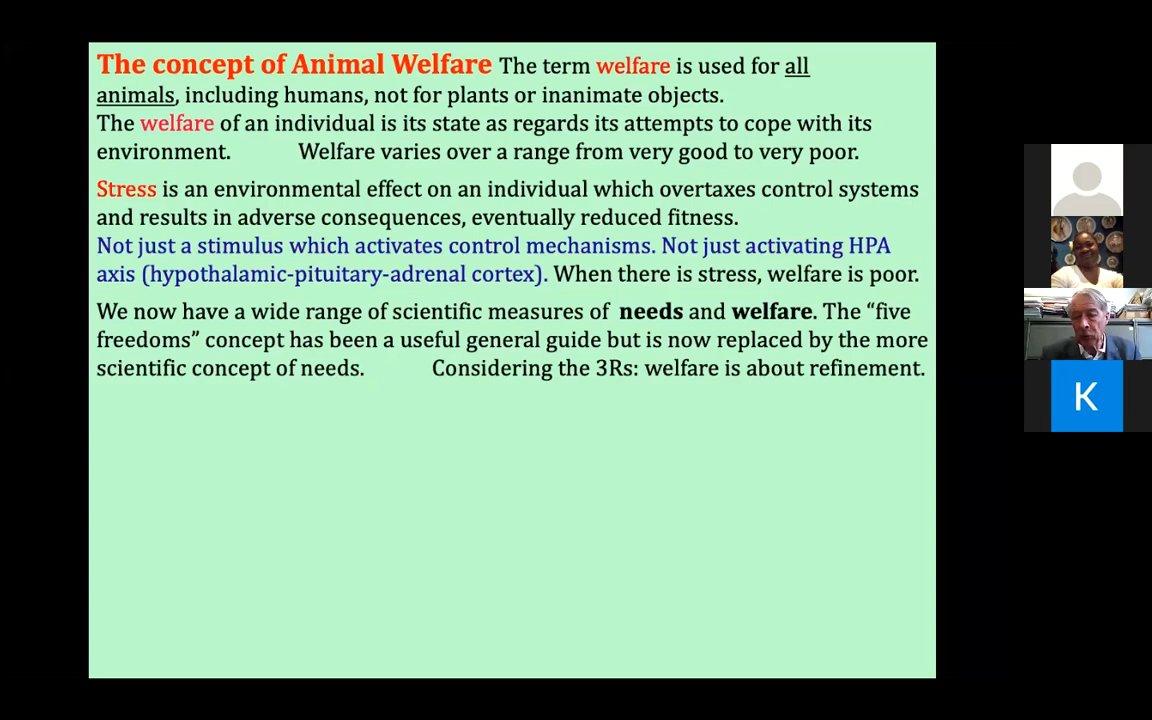 The concept of Animal Welfare The term welfare is used for all
animals, including humans, not for plants or inanimate objects.
The welfare of an individual is its state as regards its attempts to cope with its
environment. Welfare varies over a range from very good to very poor.
Stress is an environmental effect on an individual which overtaxes control systems
and results in adverse consequences, eventually reduced fitness.
Not just a stimulus which activates control mechanisms. Not just activating HPA
axis (hypothalamic-pituitary-adrenal cortex). When there is stress, welfare is poor.
We now have a wide range of scientific measures of needs and welfare. The “five
freedoms” concept has been a useful general guide but is now replaced by the more
scientific concept of needs. Considering the 3Rs: welfare is about refinement.
K